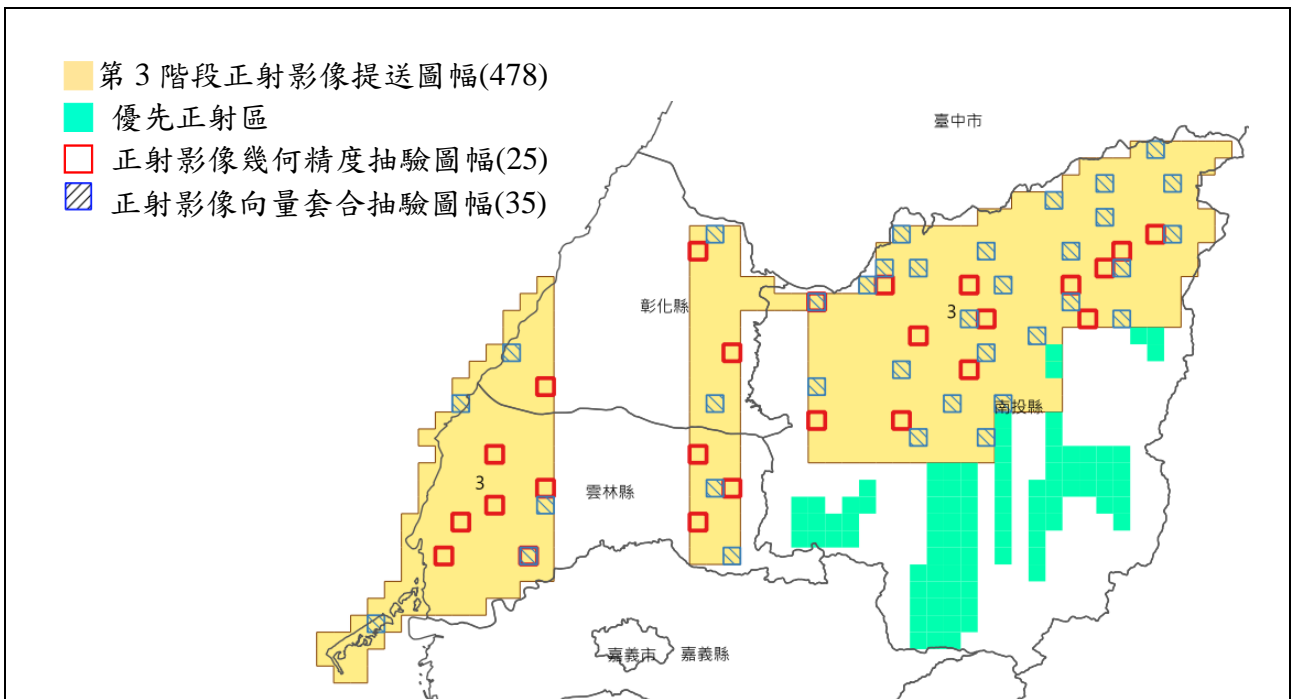 第 3 階段正射影像提送圖幅(478)
優先正射區
正射影像幾何精度抽驗圖幅(25)
正射影像向量套合抽驗圖幅(35)
臺中市
彰化縣
3
南投縣
3
雲林縣
嘉義市
嘉義縣